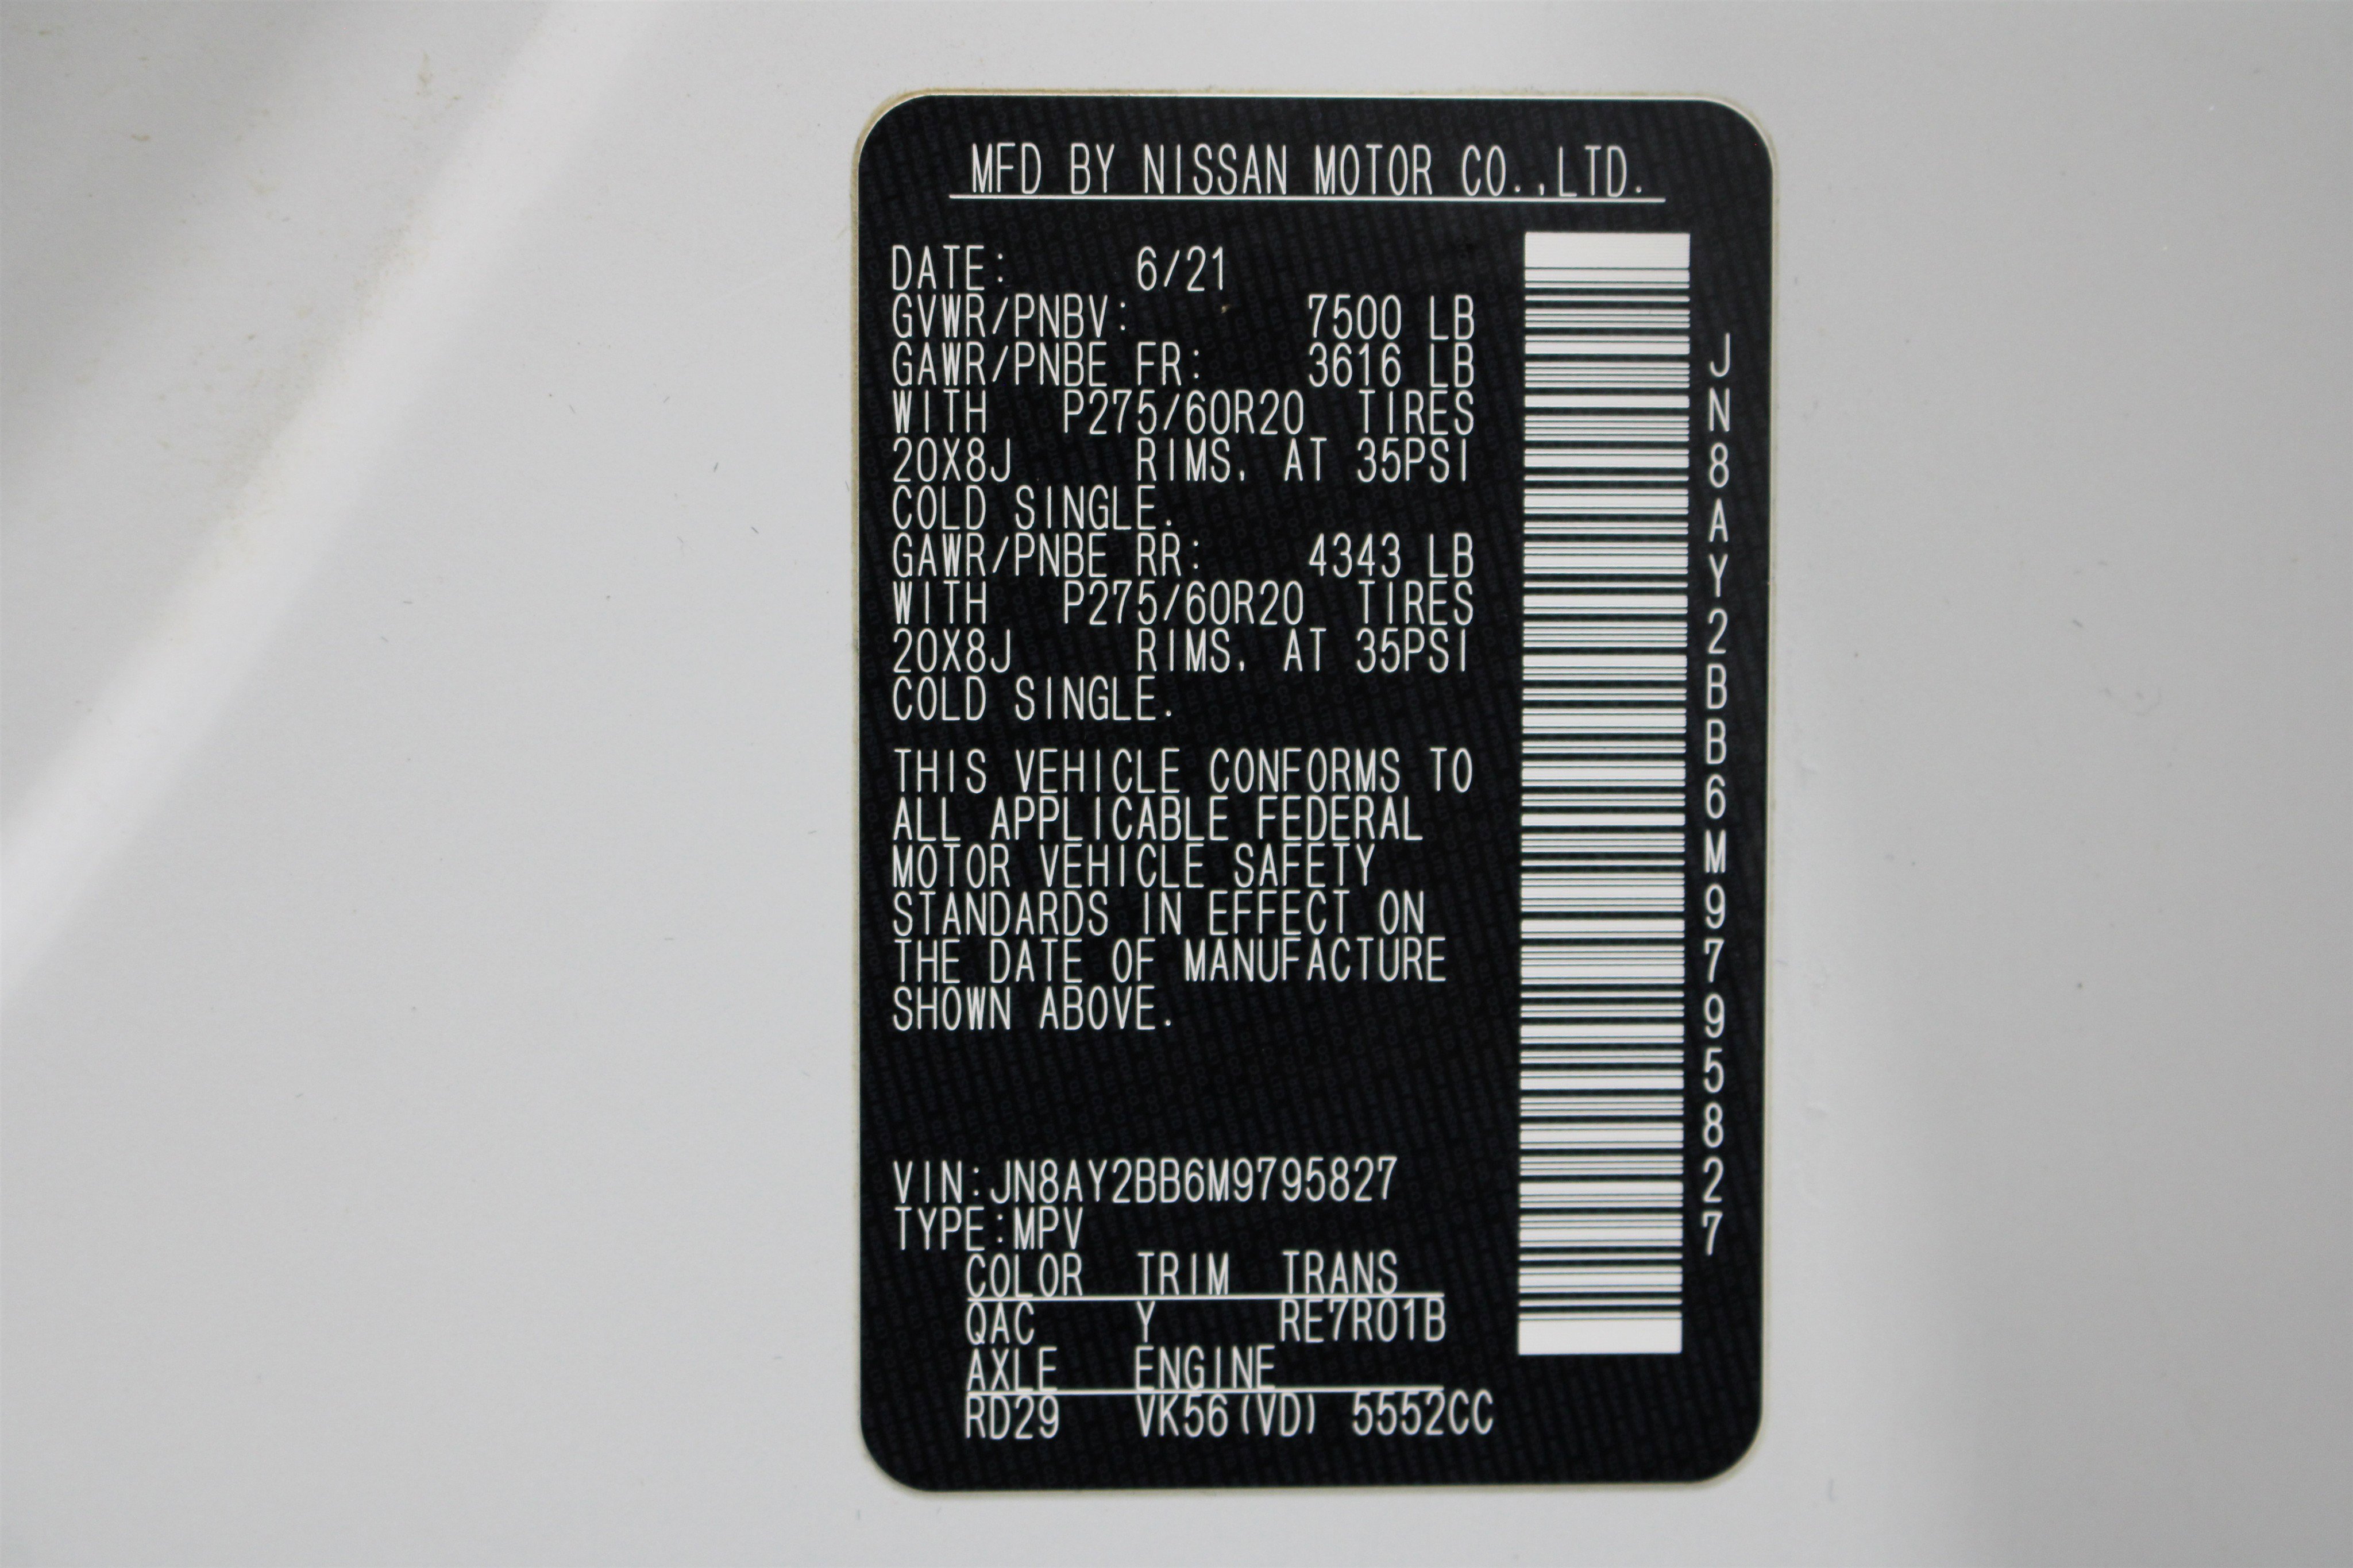 MFD BY NISSAN MOTOR CO.,LTD.
DATE: 6/21
GVWR/PNBV: 7500 LB
GAWR/PNBE FR: 3616 LB
WITH P275/60R20 TIRES
20X8J RIMS, AT 35PSI
COLD SINGLE.
GAWR/PNBE RR: 4343 LB
WITH P275/60R20 TIRES
20X8J RIMS, AT 35PSI
COLD SINGLE.
THIS VEHICLE CONFORMS TO
ALL APPLICABLE FEDERAL
MOTOR VEHICLE SAFETY
STANDARDS IN EFFECT ON
THE DATE OF MANUFACTURE
SHOWN ABOVE.
VIN:JN8AY2BB6M9795827
TYPE:MPV
COLOR TRIM TRANS
QAC Y RE7R01B
AXLE ENGINE
RD29 VK56(VD) 5552CC
JN8AY2BB6M9795827